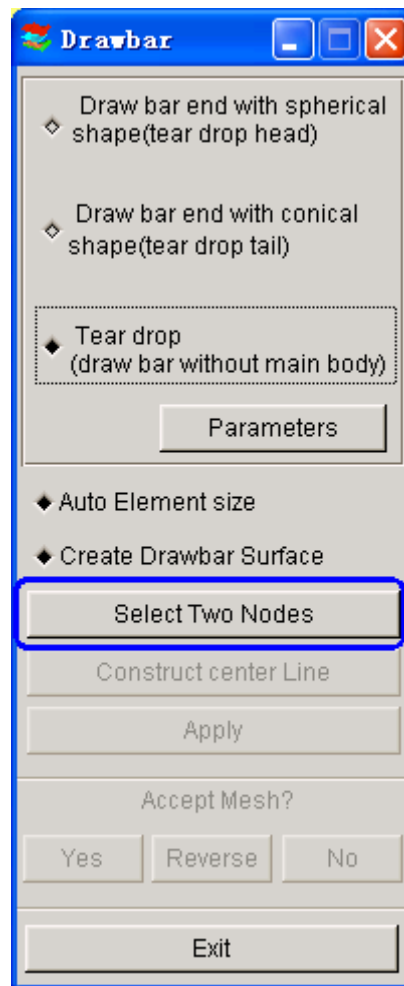 Drawbar
Draw bar end with spherical
shape(tear drop head)
Draw bar end with conical
shape(tear drop tail)
Tear drop
(draw bar without main body)
Parameters
Auto Element size
Create Drawbar Surface
Select Two Nodes
Construct center Line
Apply
Accept Mesh?
Yes Reverse No
Exit